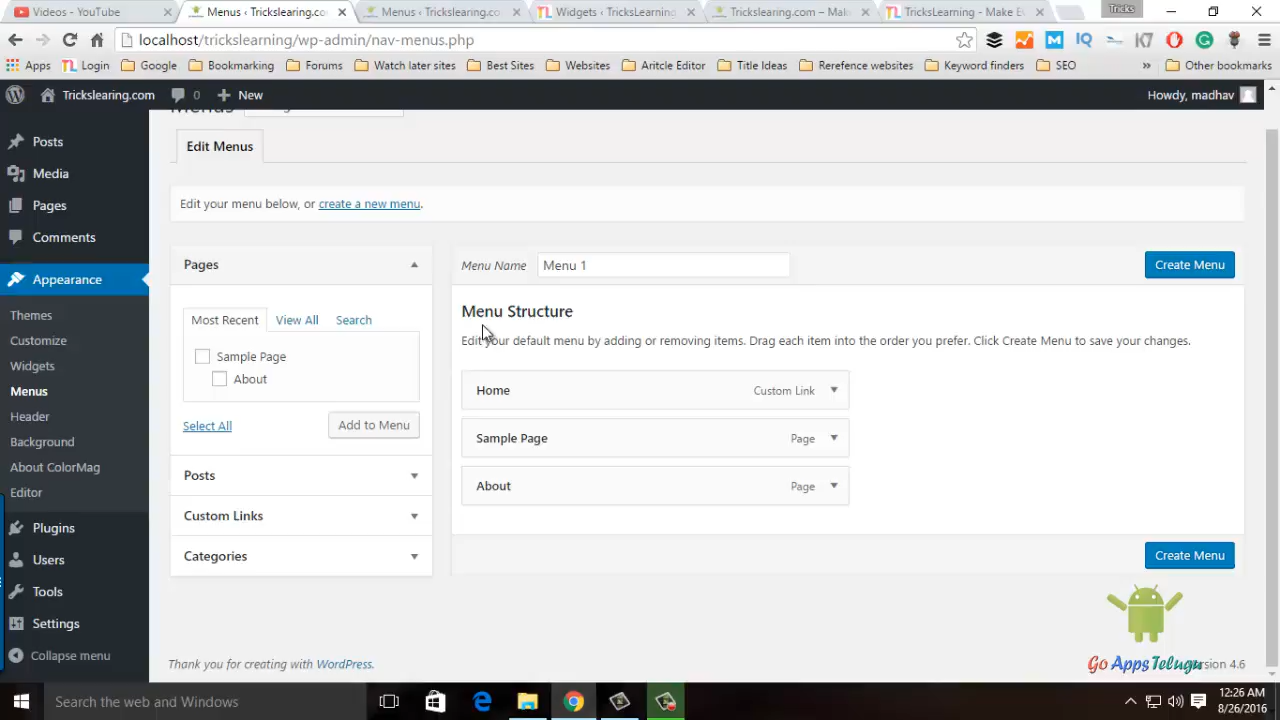 Videos - YouTube
Menus ‹ Trickslearing.co
Menus ‹ Trickslearing.co
Widgets ‹ TricksLearning
Trickslearing.com – Make
TricksLearning - Make E
Tricks
localhost/trickslearning/wp-admin/nav-menus.php
Apps
Login
Google
Bookmarking
Forums
Watch later sites
Best Sites
Websites
Aritcle Editor
Title Ideas
Rerefence websites
Keyword finders
SEO
»
Other bookmarks
Trickslearing.com
0
New
Howdy, madhav
Posts
Media
Pages
Comments
Appearance
Themes
Customize
Widgets
Menus
Header
Background
About ColorMag
Editor
Plugins
Users
Tools
Settings
Collapse menu
Menus
Edit Menus
Edit your menu below, or create a new menu.
Pages
Most Recent View All Search
Sample Page
About
Select All
Add to Menu
Posts
Custom Links
Categories
Menu Name Menu 1
Create Menu
Menu Structure
Edit your default menu by adding or removing items. Drag each item into the order you prefer. Click Create Menu to save your changes.
Home Custom Link
Sample Page Page
About Page
Create Menu
Thank you for creating with WordPress.
Go Apps Telugu
Version 4.6
Search the web and Windows
12:26 AM
8/26/2016